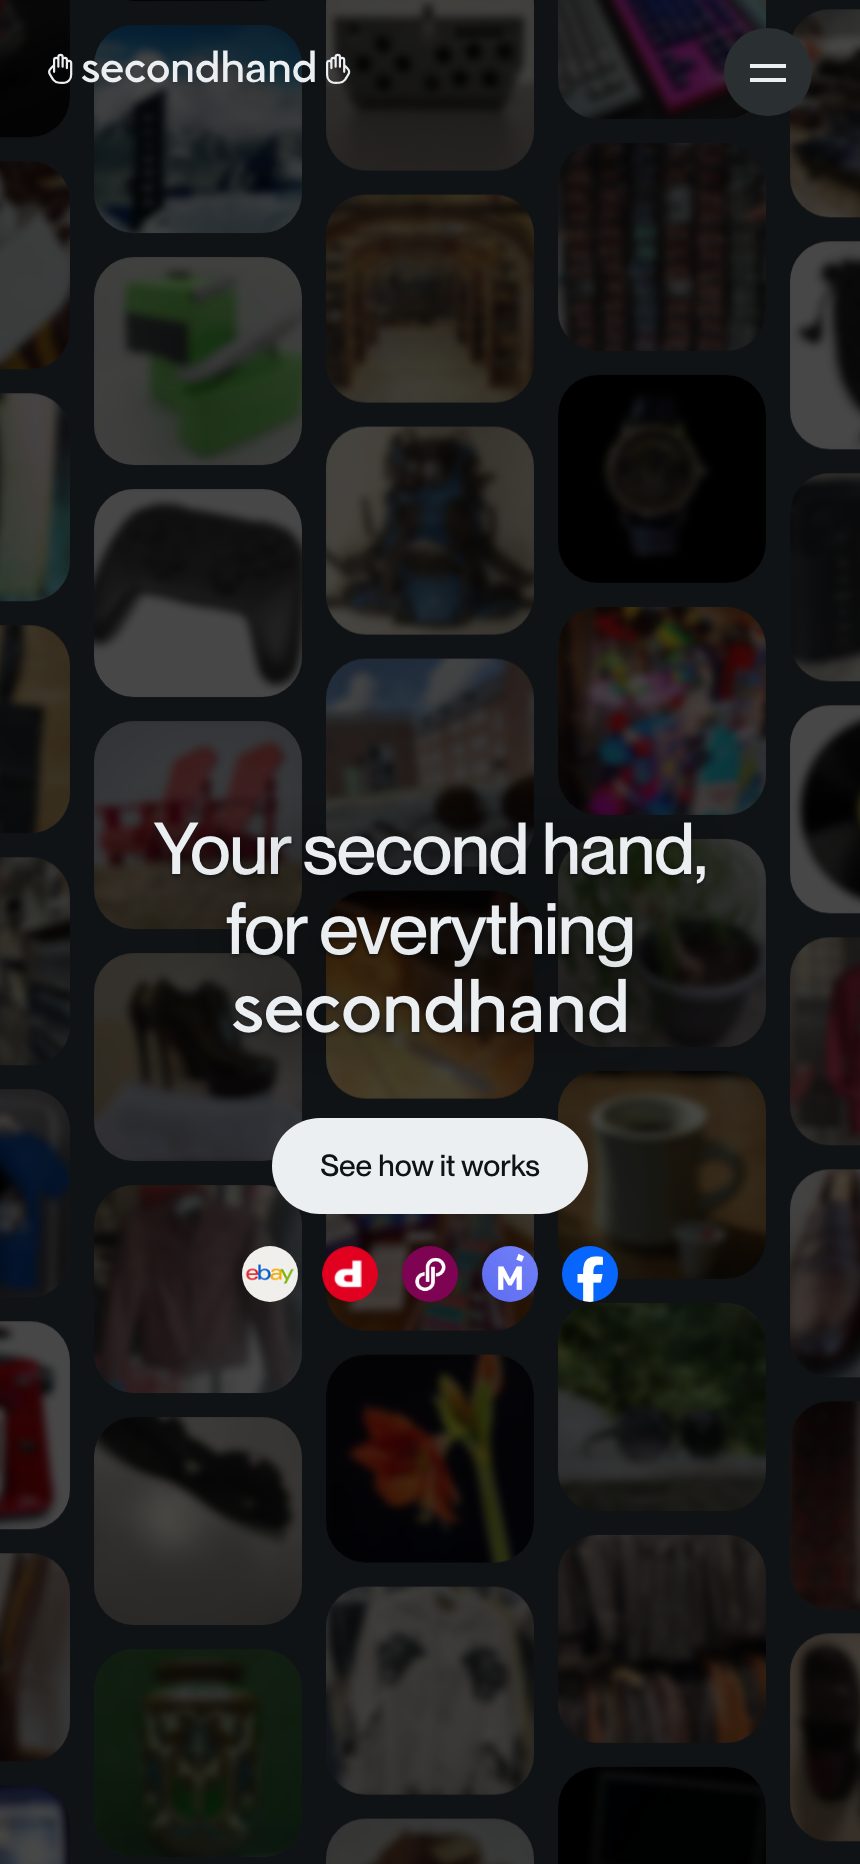 secondhand
Your second hand,
for everything
secondhand
See how it works
ebay
d
M
f